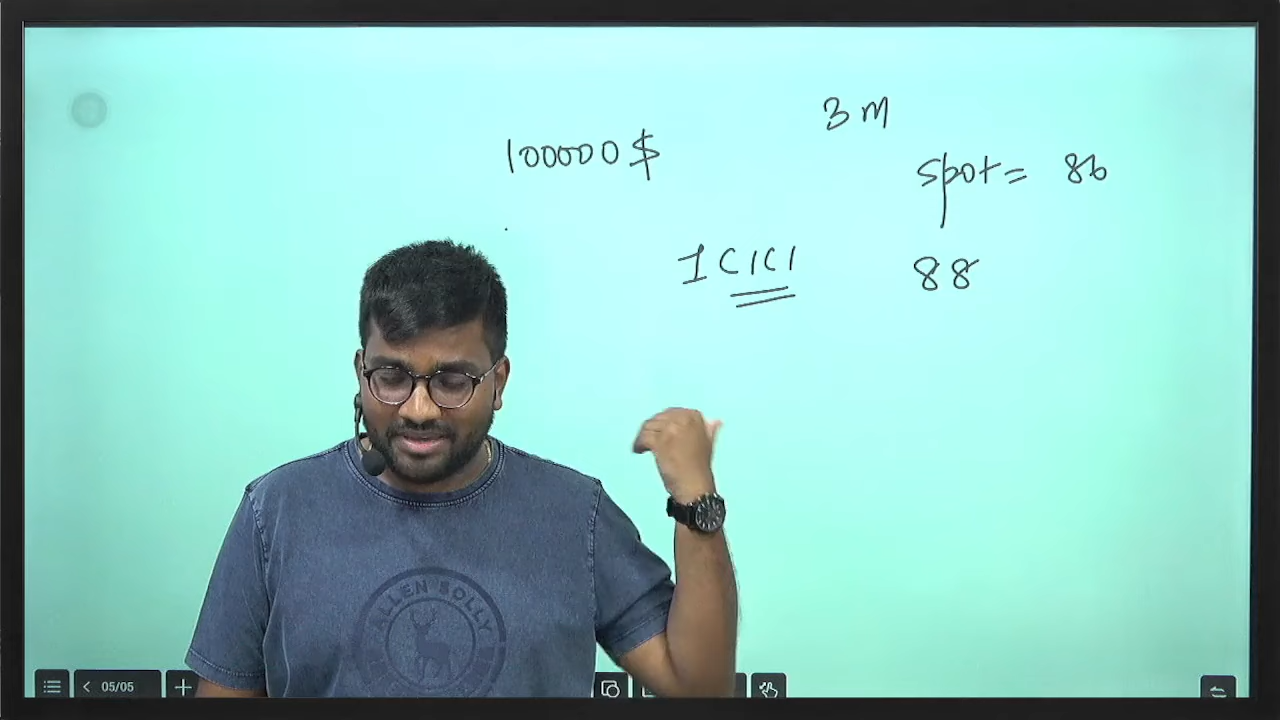 3 m
100000 $
spot = 86
ICICI
88
ALLEN SOLLY
05/05